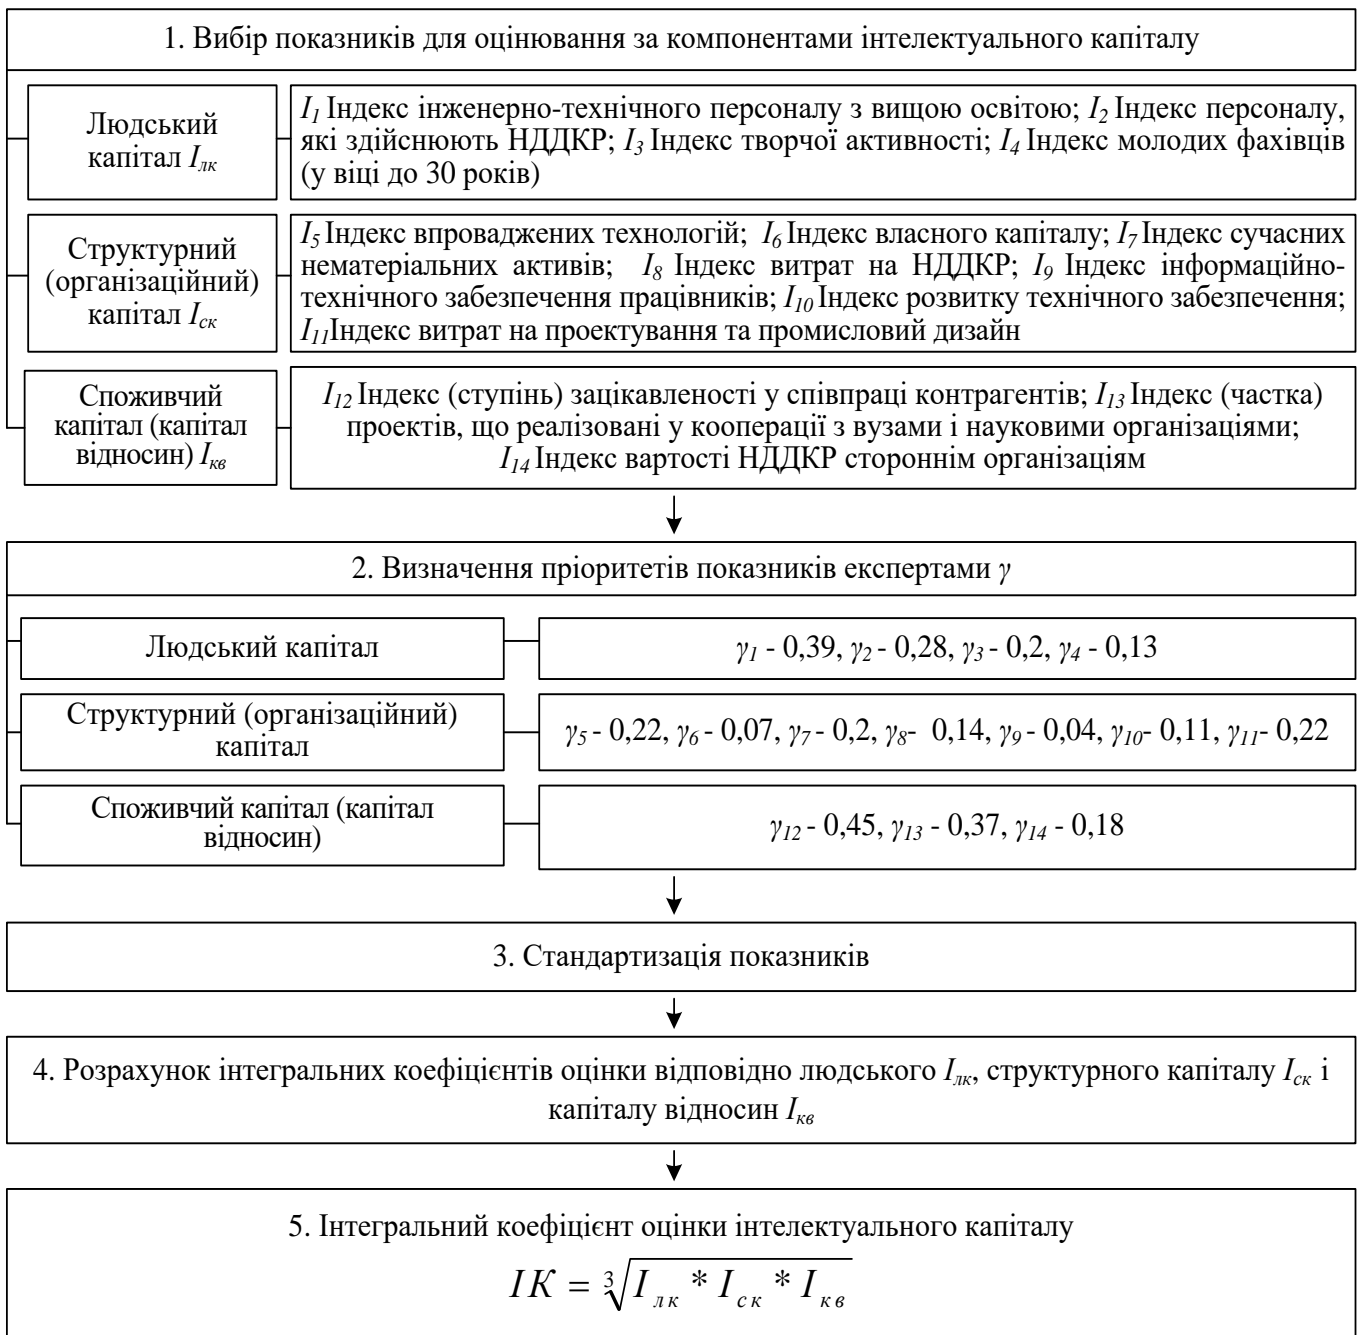 1. Вибір показників для оцінювання за компонентами інтелектуального капіталу
Людський
капітал Iлк
I1 Індекс інженерно-технічного персоналу з вищою освітою; I2 Індекс персоналу,
які здійснюють НДДКР; I3 Індекс творчої активності; I4 Індекс молодих фахівців
(у віці до 30 років)
Структурний
(організаційний)
капітал Iск
I5 Індекс впроваджених технологій; I6 Індекс власного капіталу; I7 Індекс сучасних
нематеріальних активів; I8 Індекс витрат на НДДКР; I9 Індекс інформаційно-
технічного забезпечення працівників; I10 Індекс розвитку технічного забезпечення;
I11Індекс витрат на проектування та промисловий дизайн
Споживчий
капітал (капітал
відносин) Iкв
I12 Індекс (ступінь) зацікавленості у співпраці контрагентів; I13 Індекс (частка)
проектів, що реалізовані у кооперації з вузами і науковими організаціями;
I14 Індекс вартості НДДКР стороннім організаціям
2. Визначення пріоритетів показників експертами γ
Людський капітал
γ1 - 0,39, γ2 - 0,28, γ3 - 0,2, γ4 - 0,13
Структурний (організаційний)
капітал
γ5 - 0,22, γ6 - 0,07, γ7 - 0,2, γ8- 0,14, γ9 - 0,04, γ10- 0,11, γ11- 0,22
Споживчий капітал (капітал
відносин)
γ12 - 0,45, γ13 - 0,37, γ14 - 0,18
3. Стандартизація показників
4. Розрахунок інтегральних коефіцієнтів оцінки відповідно людського Iлк, структурного капіталу Iск і
капіталу відносин Iкв
5. Інтегральний коефіцієнт оцінки інтелектуального капіталу
IК = ∛(Iлк * Iск * Iкв)